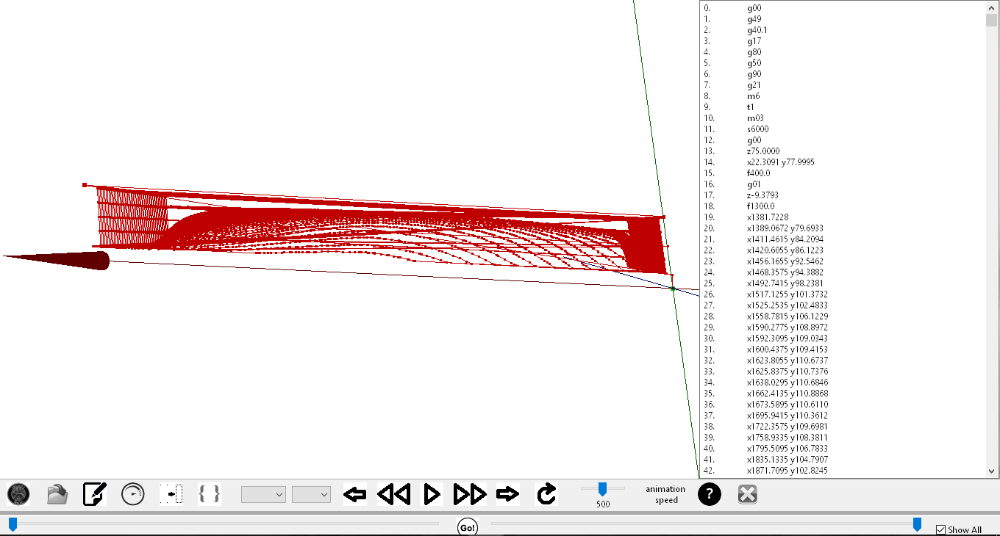 0. g00
1. g49
2. g40.1
3. g17
4. g80
5. g50
6. g90
7. g21
8. m6
9. t1
10. m03
11. s6000
12. g00
13. z75.0000
14. x22.3091 y77.9995
15. f400.0
16. g01
17. z-9.3793
18. f1300.0
19. x1381.7228
20. x1389.0672 y79.6933
21. x1411.4615 y84.2094
22. x1420.6055 y86.1223
23. x1456.1655 y92.5462
24. x1468.3575 y94.3882
25. x1492.7415 y98.2381
26. x1517.1255 y101.3732
27. x1525.2535 y102.4833
28. x1558.7815 y106.1229
29. x1590.2775 y108.8972
30. x1592.3095 y109.0343
31. x1600.4375 y109.4153
32. x1623.8055 y110.6737
33. x1625.8375 y110.7376
34. x1638.0295 y110.6846
35. x1662.4135 y110.8868
36. x1673.5895 y110.6110
37. x1695.9415 y110.3612
38. x1722.3575 y109.6981
39. x1758.9335 y108.3811
40. x1795.5095 y106.7833
41. x1835.1335 y104.7907
42. x1871.7095 y102.8245
{ }
500
animation
speed
?
Go!
Show All